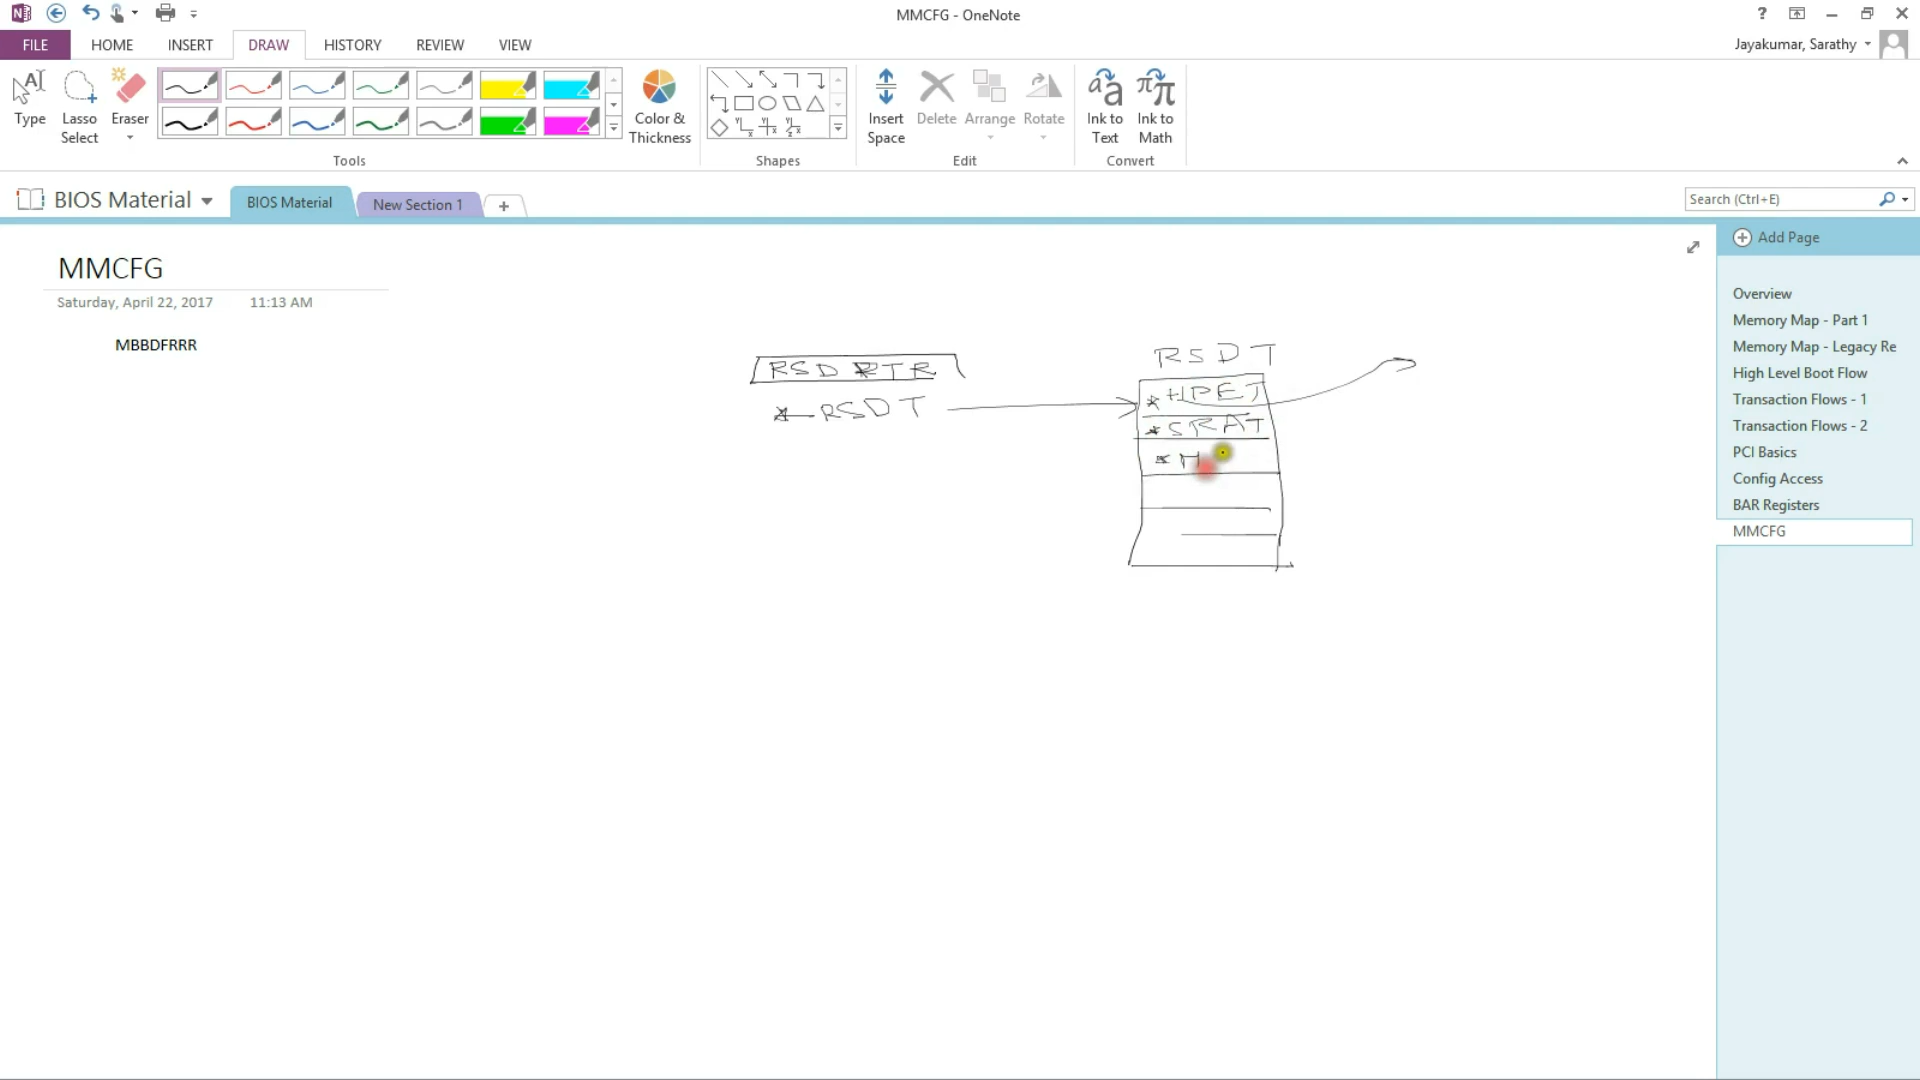 MMCFG - OneNote
?
FILE HOME INSERT DRAW HISTORY REVIEW VIEW
Jayakumar, Sarathy
Type
Lasso Select
Eraser
Color & Thickness
Insert Space
Delete
Arrange
Rotate
Ink to Text
Ink to Math
Tools
Shapes
Edit
Convert
BIOS Material
BIOS Material
New Section 1
+
Search (Ctrl+E)
Add Page
MMCFG
Saturday, April 22, 2017 11:13 AM
MBBDFRRR
RSD PTR
* RSDT
RSDT
* HPET
* SRAT
* M
Overview
Memory Map - Part 1
Memory Map - Legacy Re
High Level Boot Flow
Transaction Flows - 1
Transaction Flows - 2
PCI Basics
Config Access
BAR Registers
MMCFG